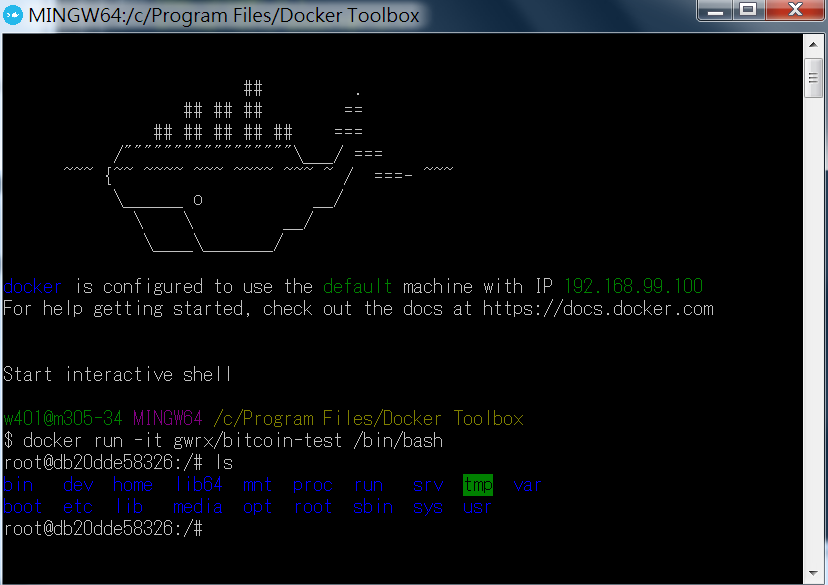 MINGW64:/c/Program Files/Docker Toolbox
                        ##         .
                  ## ## ##        ==
               ## ## ## ## ##    ===
           /"""""""""""""""""\___/ ===
      ~~~ {~~ ~~~~ ~~~ ~~~~ ~~~ ~ /  ===- ~~~
           \______ o           __/
             \    \         __/
              \____\_______/
docker is configured to use the default machine with IP 192.168.99.100
For help getting started, check out the docs at https://docs.docker.com
Start interactive shell
w401@m305-34 MINGW64 /c/Program Files/Docker Toolbox
$ docker run -it gwrx/bitcoin-test /bin/bash
root@db20dde58326:/# ls
bin   dev  home  lib64  mnt  proc  run   srv  tmp  var
boot  etc  lib   media  opt  root  sbin  sys  usr
root@db20dde58326:/#